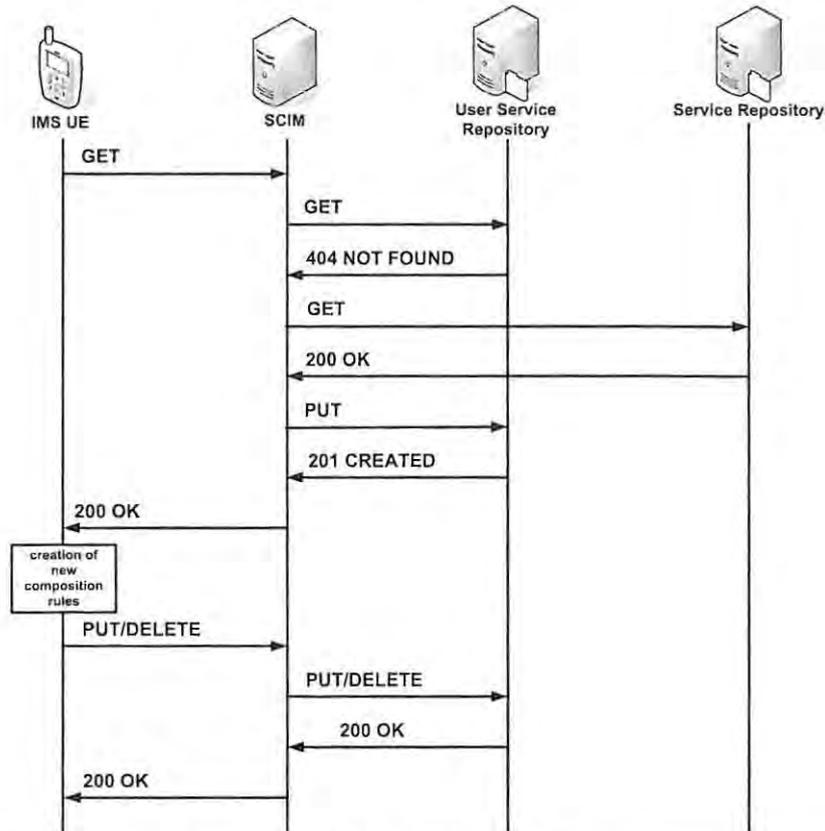 IMS UE
SCIM
User Service
Repository
Service Repository
GET
GET
404 NOT FOUND
GET
200 OK
PUT
201 CREATED
200 OK
creation of
new
composition
rules
PUT/DELETE
PUT/DELETE
200 OK
200 OK